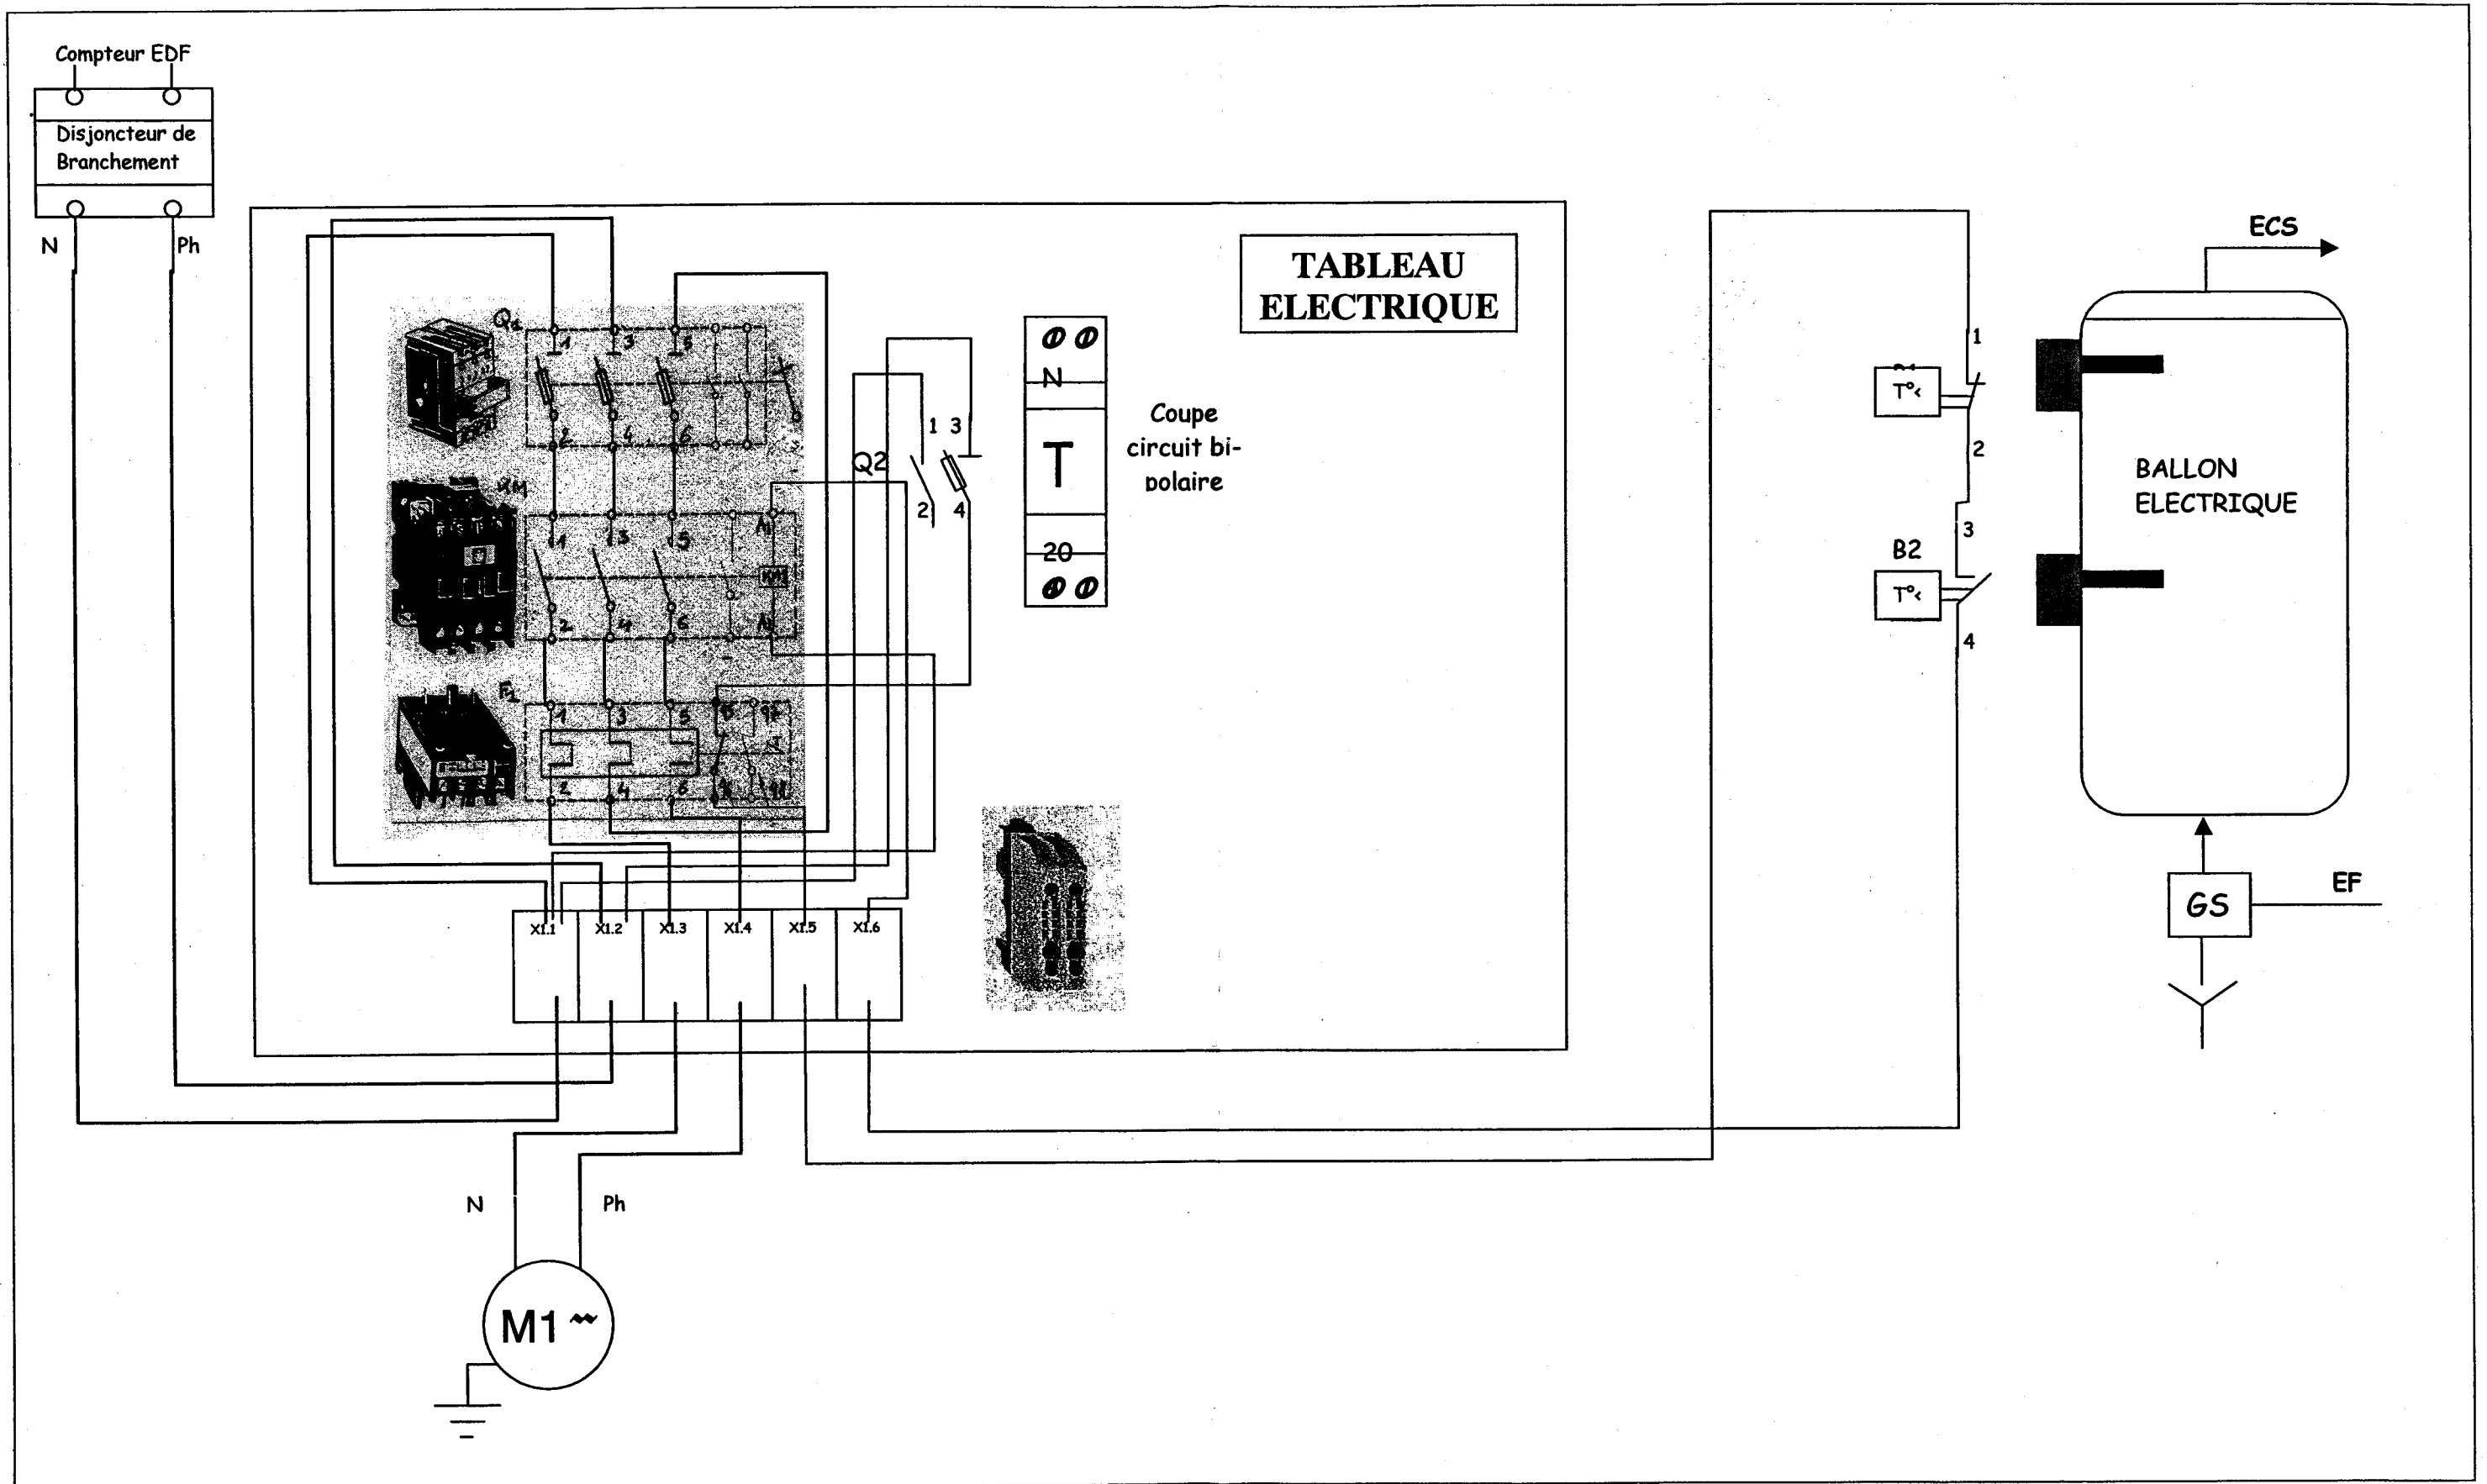 Compteur EDF
Disjoncteur de
Branchement
N
Ph
TABLEAU
ELECTRIQUE
Q1
1
3
5
2
4
6
KM
1
3
5
A1
2
4
6
F1
1
3
5
97
2
4
6
Q2
1
3
2
4
N
T
20
Coupe
circuit bi-
polaire
X1.1
X1.2
X1.3
X1.4
X1.5
X1.6
N
Ph
M1
1
T°<
2
3
B2
T°<
4
ECS
BALLON
ELECTRIQUE
GS
EF